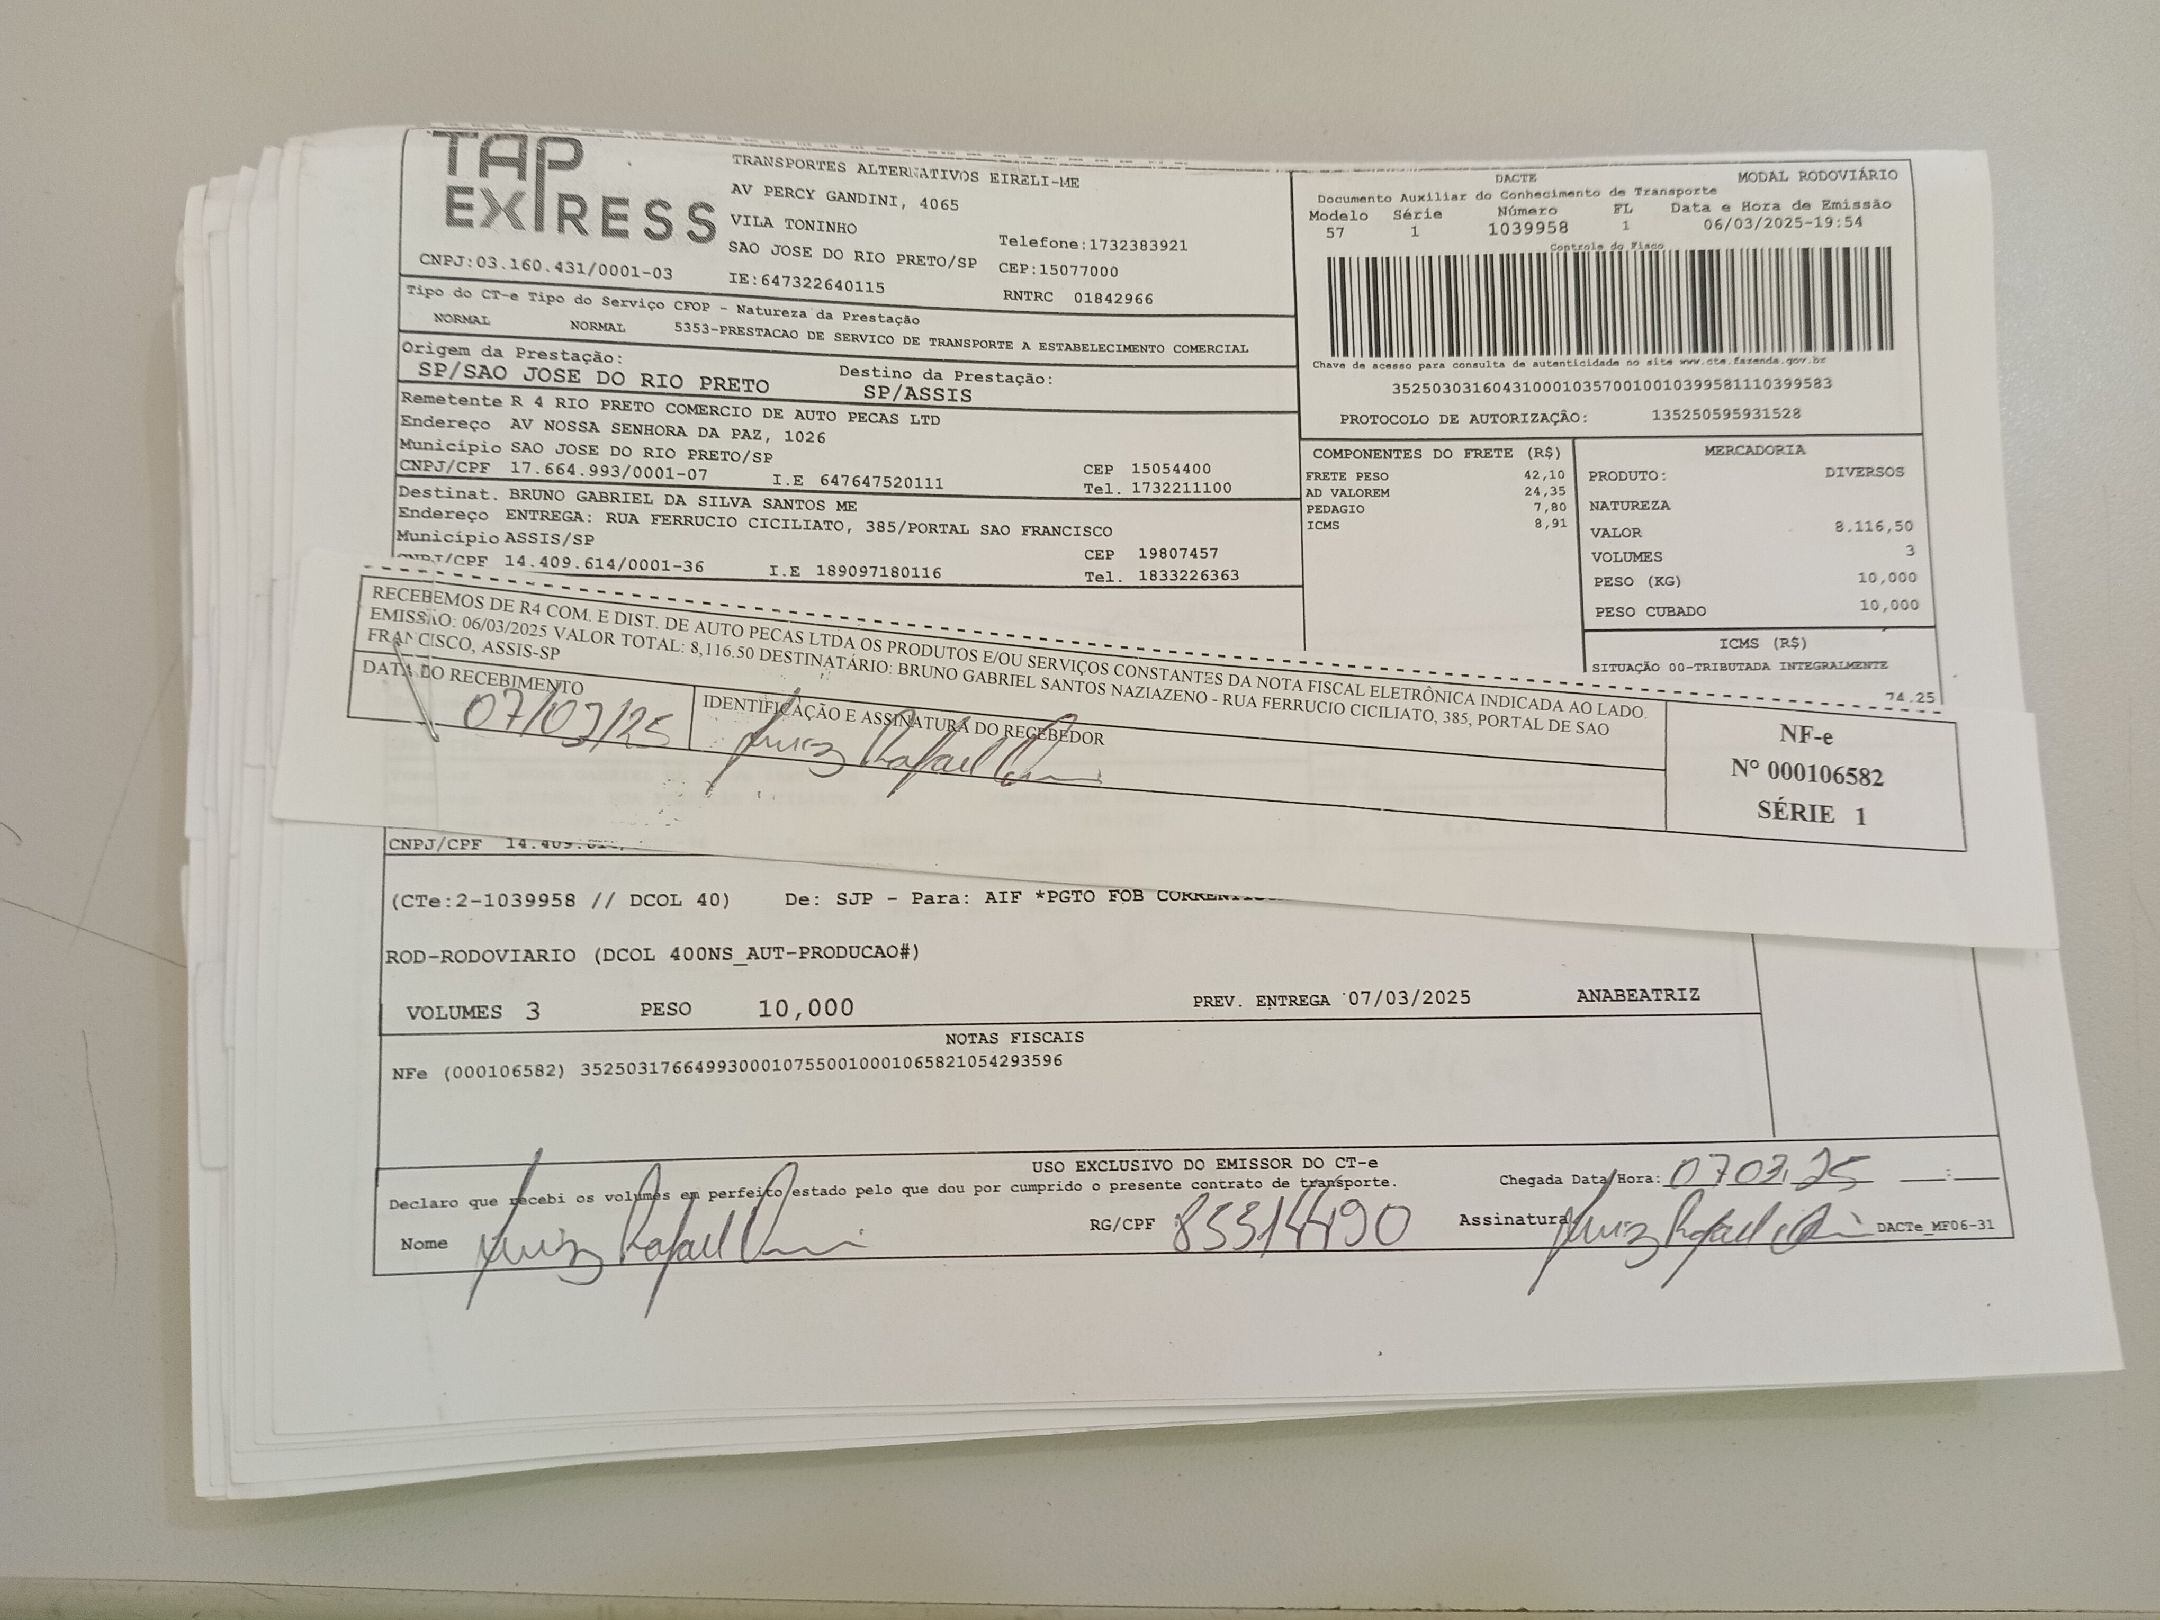 TAP EXPRESS
TRANSPORTES ALTERNATIVOS EIRELI-ME
AV PERCY GANDINI, 4065
VILA TONINHO
SAO JOSE DO RIO PRETO/SP
IE:647322640115
Telefone:1732383921
CEP:15077000
RNTRC 01842966
CNPJ:03.160.431/0001-03
DACTE
MODAL RODOVIÁRIO
Documento Auxiliar do Conhecimento de Transporte
Modelo Série Número FL Data e Hora de Emissão
57 1 1039958 1 06/03/2025-19:54
Controle do Fisco
Chave de acesso para consulta de autenticidade no site www.cte.fazenda.gov.br
35250303160431000103570010010399581110399583
PROTOCOLO DE AUTORIZAÇÃO: 135250595931528
Tipo do CT-e Tipo do Serviço CFOP - Natureza da Prestação
NORMAL NORMAL 5353-PRESTACAO DE SERVICO DE TRANSPORTE A ESTABELECIMENTO COMERCIAL
Origem da Prestação: Destino da Prestação:
SP/SAO JOSE DO RIO PRETO SP/ASSIS
Remetente R 4 RIO PRETO COMERCIO DE AUTO PECAS LTD
Endereço AV NOSSA SENHORA DA PAZ, 1026
Município SAO JOSE DO RIO PRETO/SP CEP 15054400
CNPJ/CPF 17.664.993/0001-07 I.E 647647520111 Tel. 1732211100
Destinat. BRUNO GABRIEL DA SILVA SANTOS ME
Endereço ENTREGA: RUA FERRUCIO CICILIATO, 385/PORTAL SAO FRANCISCO
Município ASSIS/SP CEP 19807457
CNPJ/CPF 14.409.614/0001-36 I.E 189097180116 Tel. 1833226363
COMPONENTES DO FRETE (R$)
FRETE PESO 42,10
AD VALOREM 24,35
PEDAGIO 7,80
ICMS 8,91
MERCADORIA
PRODUTO: DIVERSOS
NATUREZA
VALOR 8.116,50
VOLUMES 3
PESO (KG) 10,000
PESO CUBADO 10,000
ICMS (R$)
SITUAÇÃO 00-TRIBUTADA INTEGRALMENTE
74,25
RECEBEMOS DE R4 COM. E DIST. DE AUTO PECAS LTDA OS PRODUTOS E/OU SERVIÇOS CONSTANTES DA NOTA FISCAL ELETRÔNICA INDICADA AO LADO.
EMISSÃO: 06/03/2025 VALOR TOTAL: 8,116.50 DESTINATÁRIO: BRUNO GABRIEL SANTOS NAZIAZENO - RUA FERRUCIO CICILIATO, 385, PORTAL DE SAO
FRANCISCO, ASSIS-SP
DATA DO RECEBIMENTO
07/03/25
IDENTIFICAÇÃO E ASSINATURA DO RECEBEDOR
Luiz Rafael
NF-e
Nº 000106582
SÉRIE 1
CNPJ/CPF
(CTe:2-1039958 // DCOL 40) De: SJP - Para: AIF *PGTO FOB
ROD-RODOVIARIO (DCOL 400NS_AUT-PRODUCAO#)
VOLUMES 3 PESO 10,000 PREV. ENTREGA 07/03/2025 ANABEATRIZ
NOTAS FISCAIS
NFe (000106582) 35250317664993000107550010001065821054293596
USO EXCLUSIVO DO EMISSOR DO CT-e
Declaro que recebi os volumes em perfeito estado pelo que dou por cumprido o presente contrato de transporte.
Chegada Data/Hora: 07 03 25 __:__
Nome Luiz Rafael
RG/CPF 85314490
Assinatura Luiz Rafael
DACTe_MF06-31